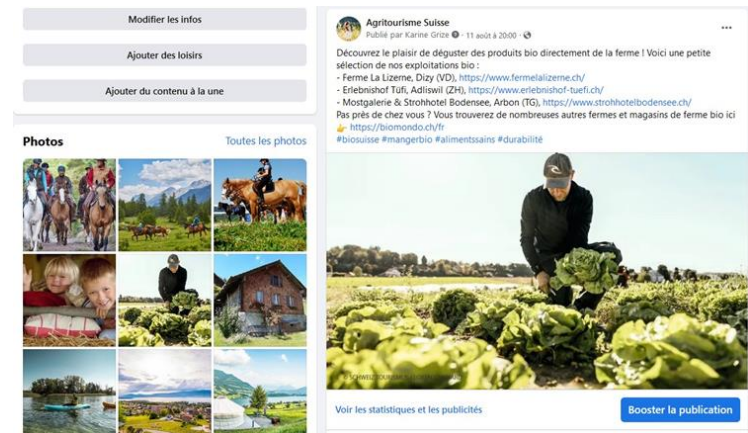 Modifier les infos
Ajouter des loisirs
Ajouter du contenu à la une
Photos
Toutes les photos
Agritourisme Suisse
Publié par Karine Grize · 11 août à 20:00 ·
Découvrez le plaisir de déguster des produits bio directement de la ferme ! Voici une petite
sélection de nos exploitations bio :
- Ferme La Lizerne, Dizy (VD), https://www.fermelalizerne.ch/
- Erlebnishof Tüfi, Adliswil (ZH), https://www.erlebnishof-tuefi.ch/
- Mostgalerie & Strohhotel Bodensee, Arbon (TG), https://www.strohhotelbodensee.ch/
Pas près de chez vous ? Vous trouverez de nombreuses autres fermes et magasins de ferme bio ici
👉 https://biomondo.ch/fr
#biosuisse #mangerbio #alimentssains #durabilité
Voir les statistiques et les publicités
Booster la publication